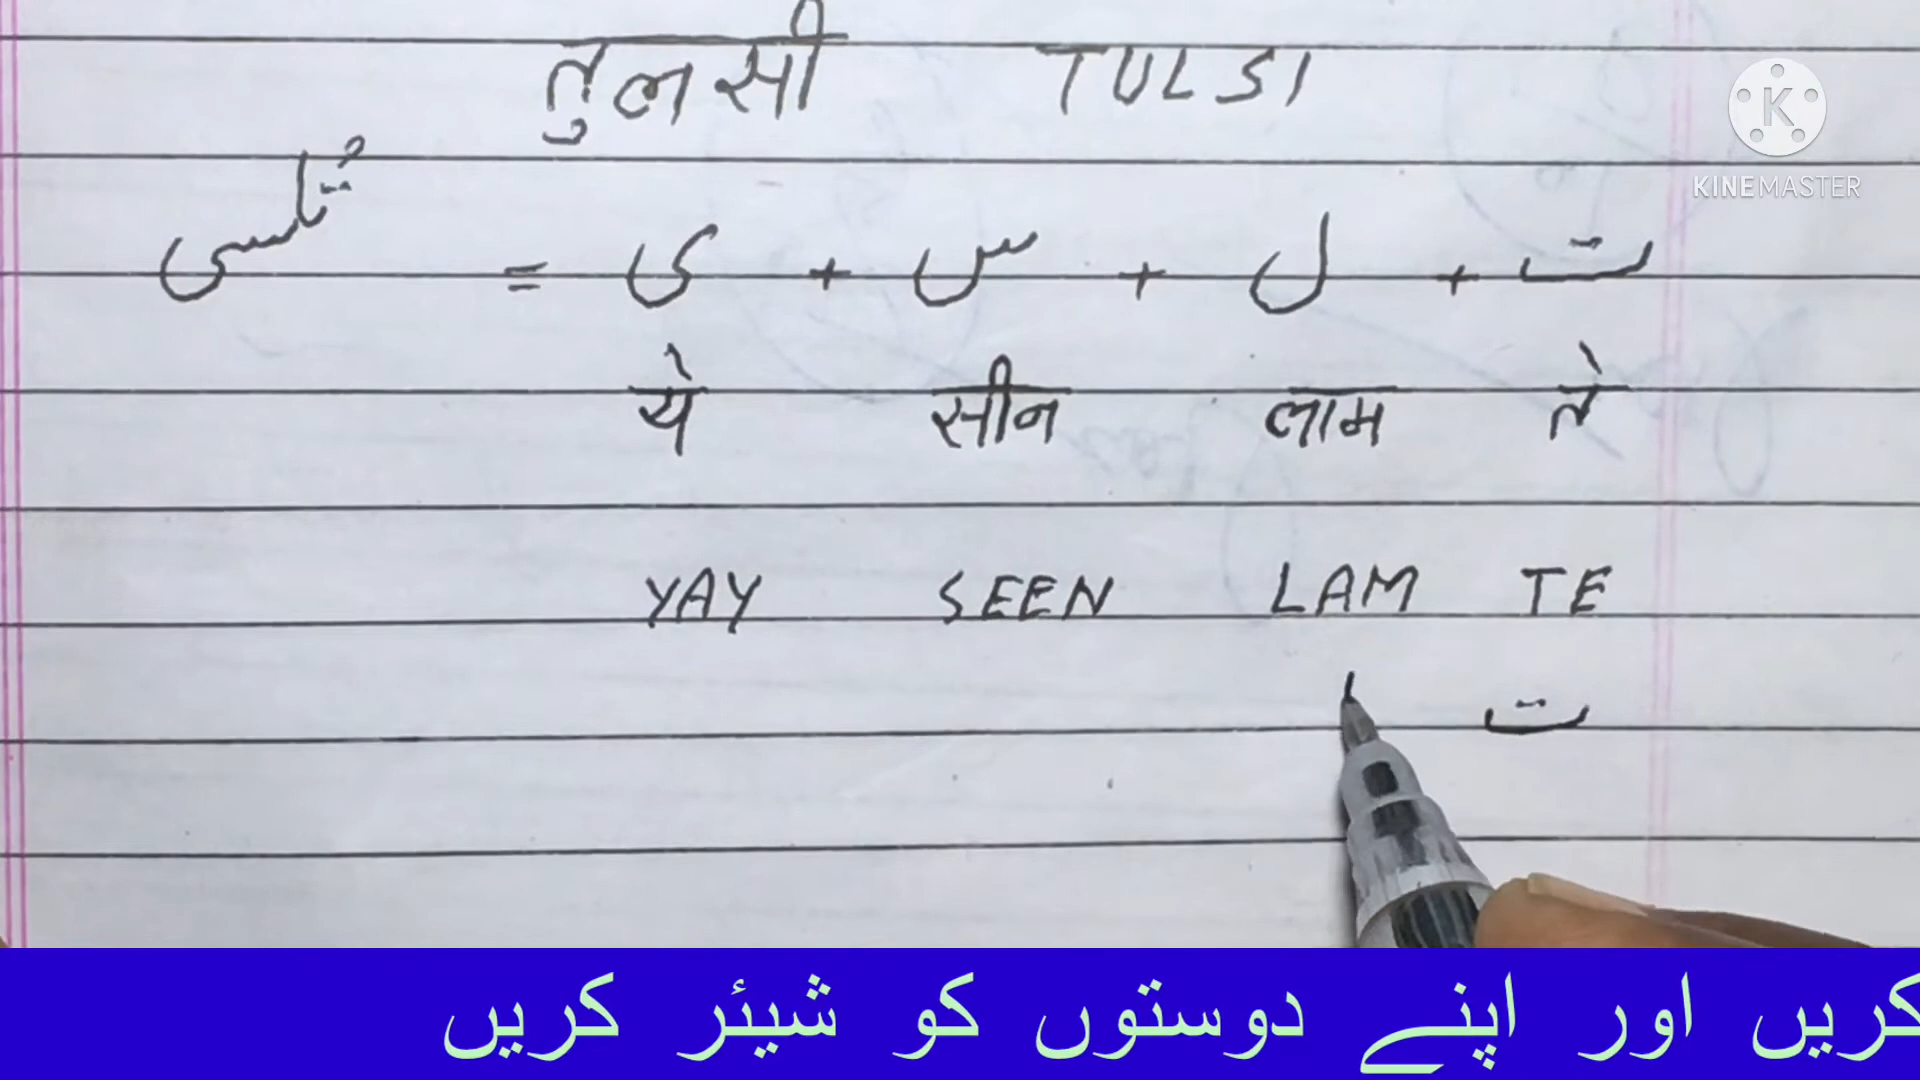 तुलसी TULSI
تُلسی = ی + س + ل + ت
ये सीन लाम ते
YAY SEEN LAM TE
ت
KINEMASTER
کریں اور اپنے دوستوں کو شیئر کریں